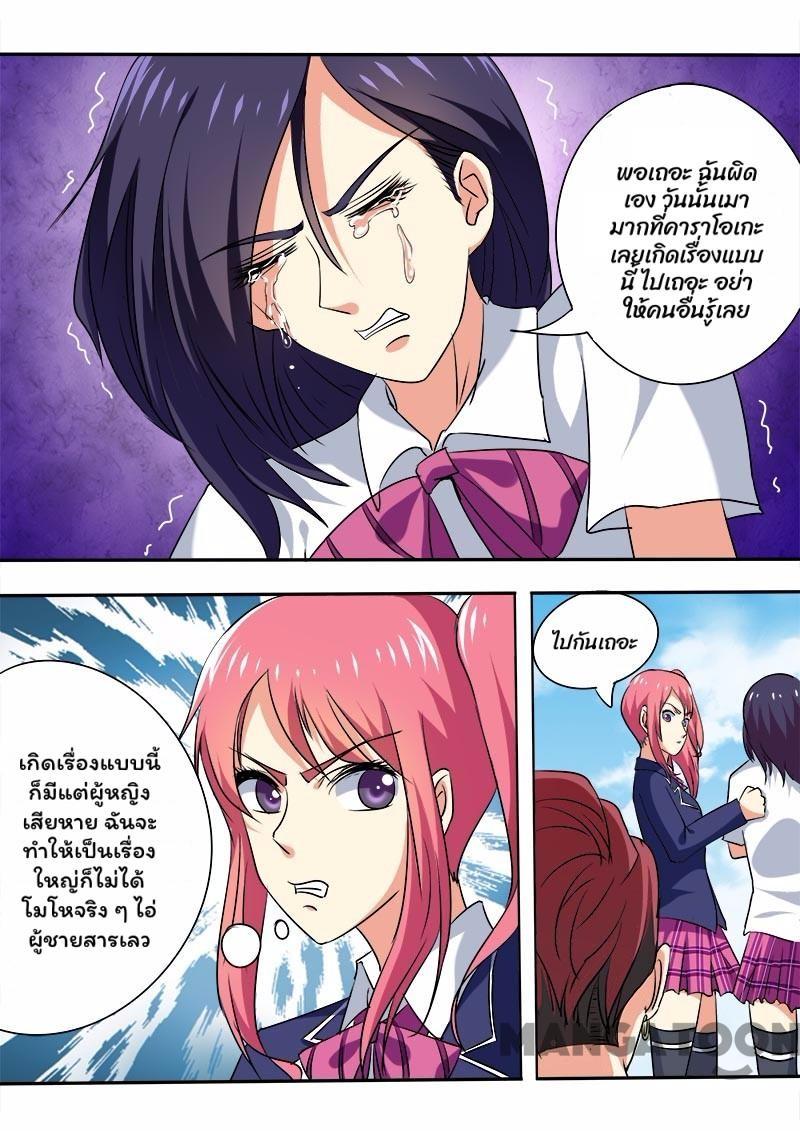 พอเถอะ ฉันผิด
เอง วันนั้นเมา
มากที่คาราโอเกะ
เลยเกิดเรื่องแบบ
นี้ ไปเถอะ อย่า
ให้คนอื่นรู้เลย
เกิดเรื่องแบบนี้
ก็มีแต่ผู้หญิง
เสียหาย ฉันจะ
ทำให้เป็นเรื่อง
ใหญ่ก็ไม่ได้
โมโหจริง ๆ ไอ่
ผู้ชายสารเลว
ไปกันเถอะ
MANGATOON